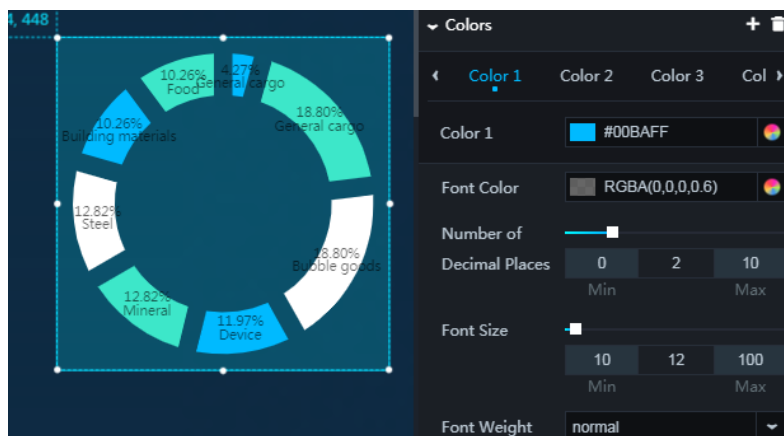 4, 448
10.26%
Food
4.27%
General cargo
18.80%
General cargo
10.26%
Building materials
12.82%
Steel
18.80%
Bubble goods
12.82%
Mineral
11.97%
Device
Colors
Color 1
Color 2
Color 3
Col
Color 1
#00BAFF
Font Color
RGBA(0,0,0,0.6)
Number of
Decimal Places
0
2
10
Min
Max
Font Size
10
12
100
Min
Max
Font Weight
normal